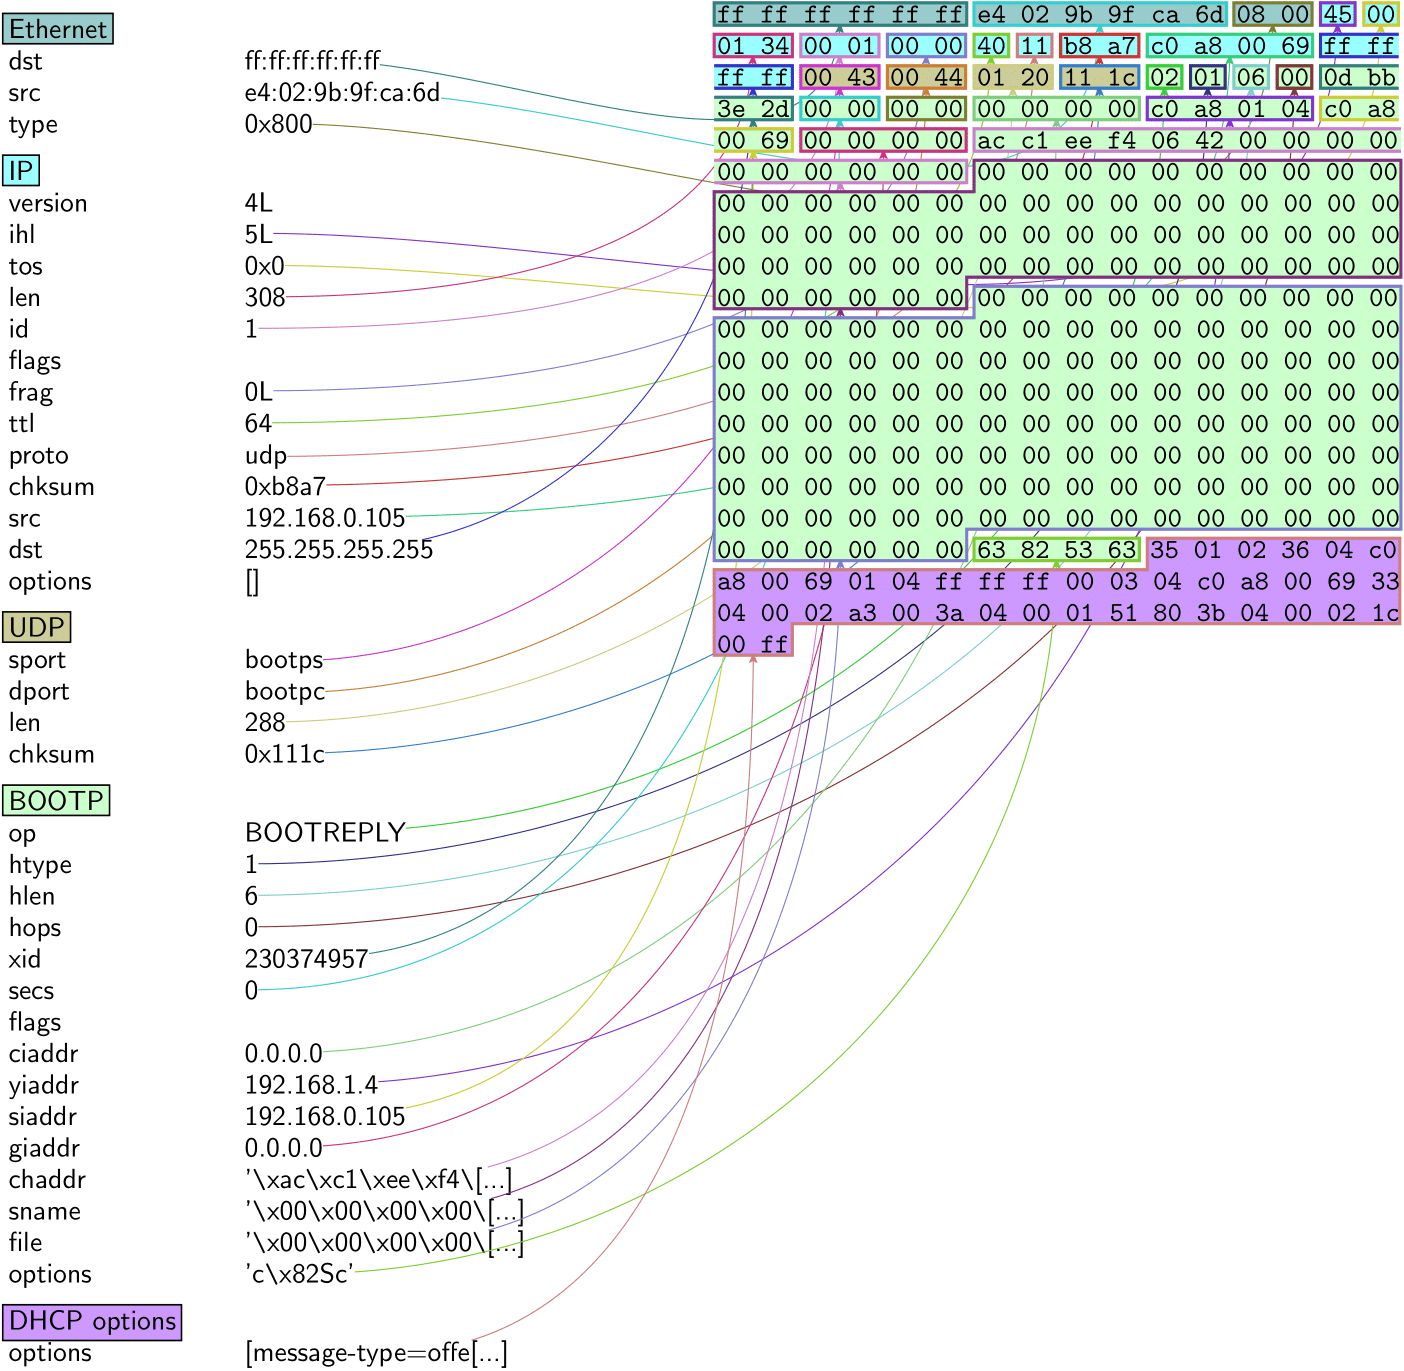 Ethernet
dst ff:ff:ff:ff:ff:ff
src e4:02:9b:9f:ca:6d
type 0x800
IP
version 4L
ihl 5L
tos 0x0
len 308
id 1
flags
frag 0L
ttl 64
proto udp
chksum 0xb8a7
src 192.168.0.105
dst 255.255.255.255
options []
UDP
sport bootps
dport bootpc
len 288
chksum 0x111c
BOOTP
op BOOTREPLY
htype 1
hlen 6
hops 0
xid 230374957
secs 0
flags
ciaddr 0.0.0.0
yiaddr 192.168.1.4
siaddr 192.168.0.105
giaddr 0.0.0.0
chaddr '\xac\xc1\xee\xf4\[...]
sname '\x00\x00\x00\x00\[...]
file '\x00\x00\x00\x00\[...]
options 'c\x82Sc'
DHCP options
options [message-type=offe[...]
ff ff ff ff ff ff e4 02 9b 9f ca 6d 08 00 45 00
01 34 00 01 00 00 40 11 b8 a7 c0 a8 00 69 ff ff
ff ff 00 43 00 44 01 20 11 1c 02 01 06 00 0d bb
3e 2d 00 00 00 00 00 00 00 00 c0 a8 01 04 c0 a8
00 69 00 00 00 00 ac c1 ee f4 06 42 00 00 00 00
00 00 00 00 00 00 00 00 00 00 00 00 00 00 00 00
00 00 00 00 00 00 00 00 00 00 00 00 00 00 00 00
00 00 00 00 00 00 00 00 00 00 00 00 00 00 00 00
00 00 00 00 00 00 00 00 00 00 00 00 00 00 00 00
00 00 00 00 00 00 00 00 00 00 00 00 00 00 00 00
00 00 00 00 00 00 00 00 00 00 00 00 00 00 00 00
00 00 00 00 00 00 00 00 00 00 00 00 00 00 00 00
00 00 00 00 00 00 00 00 00 00 00 00 00 00 00 00
00 00 00 00 00 00 00 00 00 00 00 00 00 00 00 00
00 00 00 00 00 00 00 00 00 00 00 00 00 00 00 00
00 00 00 00 00 00 00 00 00 00 00 00 00 00 00 00
00 00 00 00 00 00 00 00 00 00 00 00 00 00 00 00
00 00 00 00 00 00 63 82 53 63 35 01 02 36 04 c0
a8 00 69 01 04 ff ff ff 00 03 04 c0 a8 00 69 33
04 00 02 a3 00 3a 04 00 01 51 80 3b 04 00 02 1c
00 ff